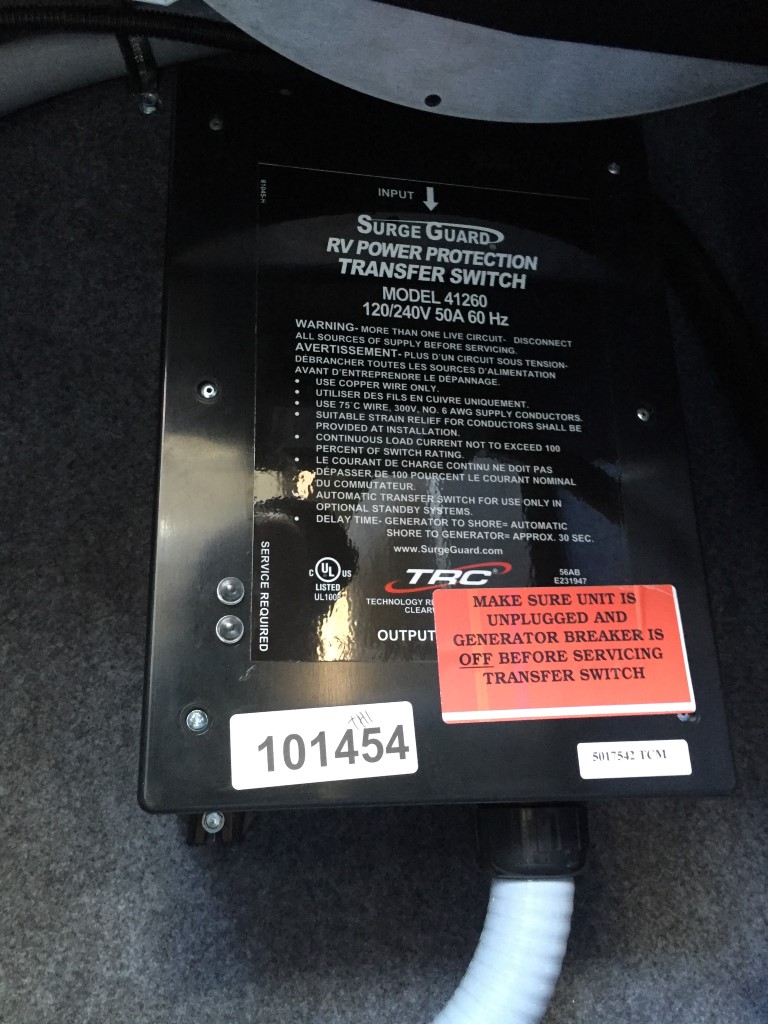 81045-H
INPUT
SURGE GUARD
RV POWER PROTECTION
TRANSFER SWITCH
MODEL 41260
120/240V 50A 60 Hz
WARNING- MORE THAN ONE LIVE CIRCUIT- DISCONNECT
ALL SOURCES OF SUPPLY BEFORE SERVICING.
AVERTISSEMENT- PLUS D'UN CIRCUIT SOUS TENSION-
DÉBRANCHER TOUTES LES SOURCES D'ALIMENTATION
AVANT D'ENTREPRENDRE LE DÉPANNAGE.
• USE COPPER WIRE ONLY.
• UTILISER DES FILS EN CUIVRE UNIQUEMENT.
• USE 75°C WIRE, 300V, NO. 6 AWG SUPPLY CONDUCTORS.
• SUITABLE STRAIN RELIEF FOR CONDUCTORS SHALL BE
PROVIDED AT INSTALLATION.
• CONTINUOUS LOAD CURRENT NOT TO EXCEED 100
PERCENT OF SWITCH RATING.
• LE COURANT DE CHARGE CONTINU NE DOIT PAS
DÉPASSER DE 100 POURCENT LE COURANT NOMINAL
DU COMMUTATEUR.
• AUTOMATIC TRANSFER SWITCH FOR USE ONLY IN
OPTIONAL STANDBY SYSTEMS.
• DELAY TIME- GENERATOR TO SHORE= AUTOMATIC
SHORE TO GENERATOR= APPROX. 30 SEC.
www.SurgeGuard.com
C UL US
LISTED
TRC
56AB
E231947
TECHNOLOGY
OUTPUT
SERVICE REQUIRED
MAKE SURE UNIT IS
UNPLUGGED AND
GENERATOR BREAKER IS
OFF BEFORE SERVICING
TRANSFER SWITCH
THI
101454
5017542 TCM